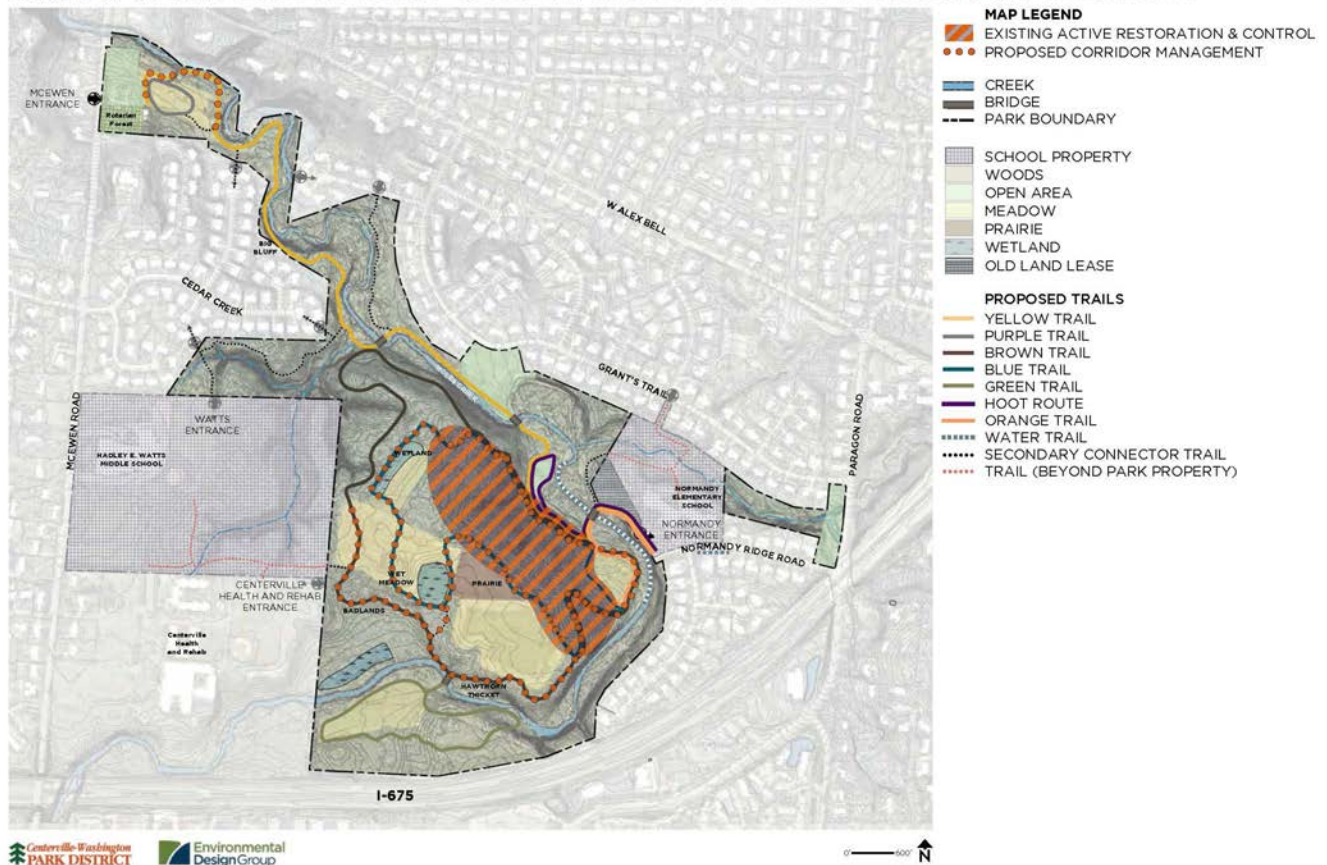 MCEWEN
ENTRANCE
Rotarian
Forest
BIG
BLUFF
W ALEX BELL
CEDAR CREEK
GRANT'S TRAIL
MCEWEN ROAD
WATTS
ENTRANCE
PARAGON ROAD
HADLEY E. WATTS
MIDDLE SCHOOL
WETLAND
NORMANDY
ELEMENTARY
SCHOOL
NORMANDY
ENTRANCE
NORMANDY RIDGE ROAD
CENTERVILLE
HEALTH AND REHAB
ENTRANCE
WET
MEADOW
PRAIRIE
BADLANDS
Centerville
Health
and Rehab
HAWTHORN
THICKET
I-675
MAP LEGEND
EXISTING ACTIVE RESTORATION & CONTROL
PROPOSED CORRIDOR MANAGEMENT
CREEK
BRIDGE
PARK BOUNDARY
SCHOOL PROPERTY
WOODS
OPEN AREA
MEADOW
PRAIRIE
WETLAND
OLD LAND LEASE
PROPOSED TRAILS
YELLOW TRAIL
PURPLE TRAIL
BROWN TRAIL
BLUE TRAIL
GREEN TRAIL
HOOT ROUTE
ORANGE TRAIL
WATER TRAIL
SECONDARY CONNECTOR TRAIL
TRAIL (BEYOND PARK PROPERTY)
Centerville-Washington
PARK DISTRICT
Environmental
DesignGroup
0' 600'
N